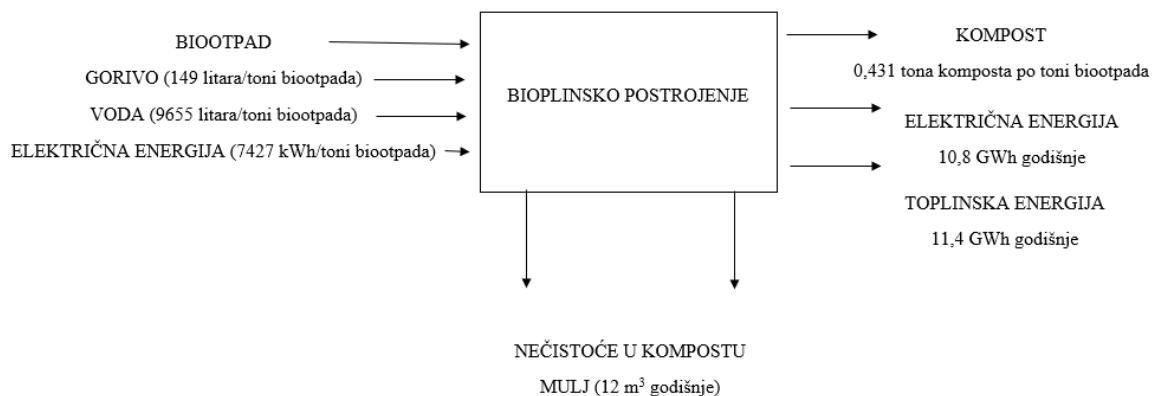 BIOOTPAD
GORIVO (149 litara/toni biootpada)
VODA (9655 litara/toni biootpada)
ELEKTRIČNA ENERGIJA (7427 kWh/toni biootpada)
BIOPLINSKO POSTROJENJE
KOMPOST
0,431 tona komposta po toni biootpada
ELEKTRIČNA ENERGIJA
10,8 GWh godišnje
TOPLINSKA ENERGIJA
11,4 GWh godišnje
NEČISTOĆE U KOMPOSTU
MULJ (12 m³ godišnje)